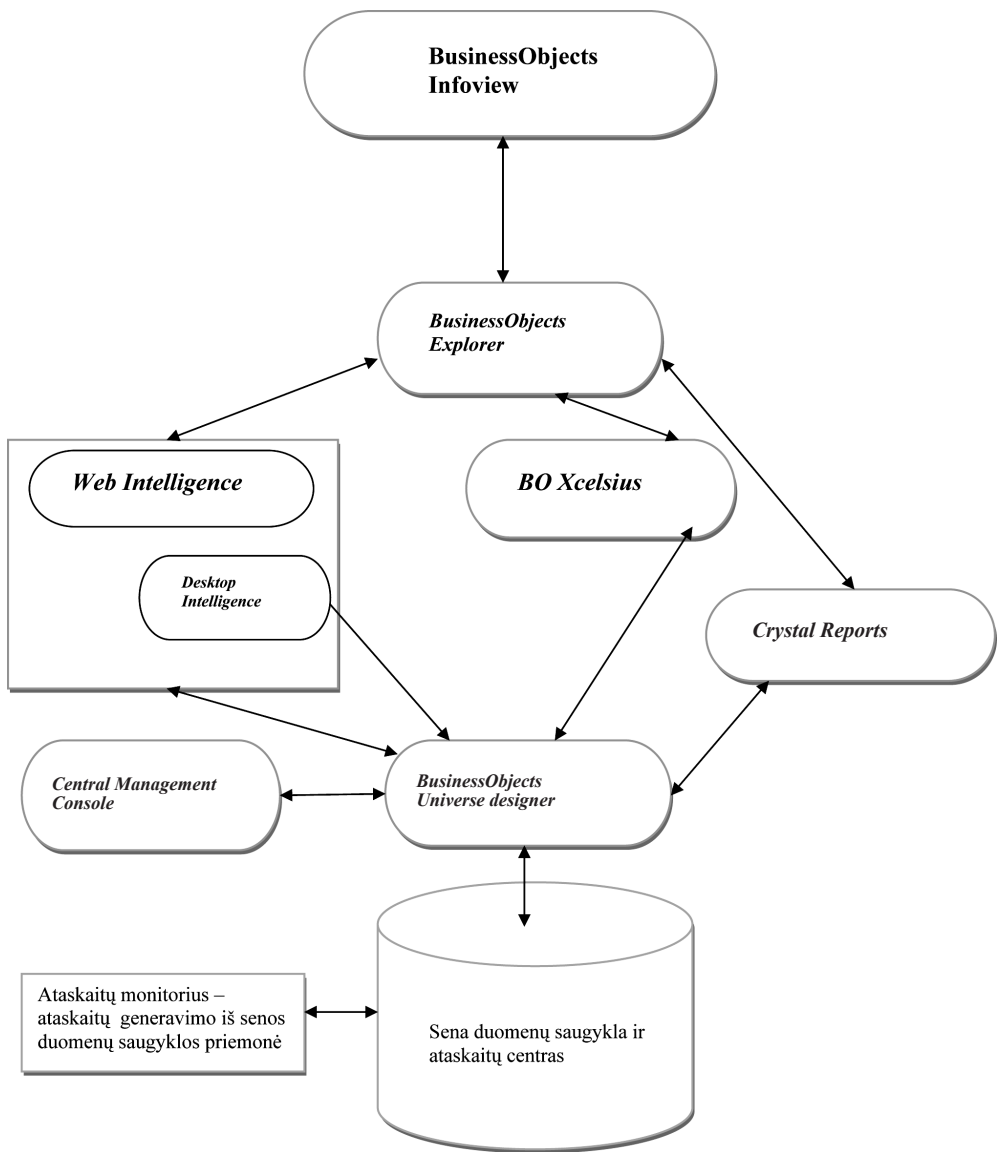 BusinessObjects
Infoview
BusinessObjects
Explorer
Web Intelligence
BO Xcelsius
Desktop
Intelligence
Crystal Reports
Central Management
Console
BusinessObjects
Universe designer
Ataskaitų monitorius –
ataskaitų generavimo iš senos
duomenų saugyklos priemonė
Sena duomenų saugykla ir
ataskaitų centras